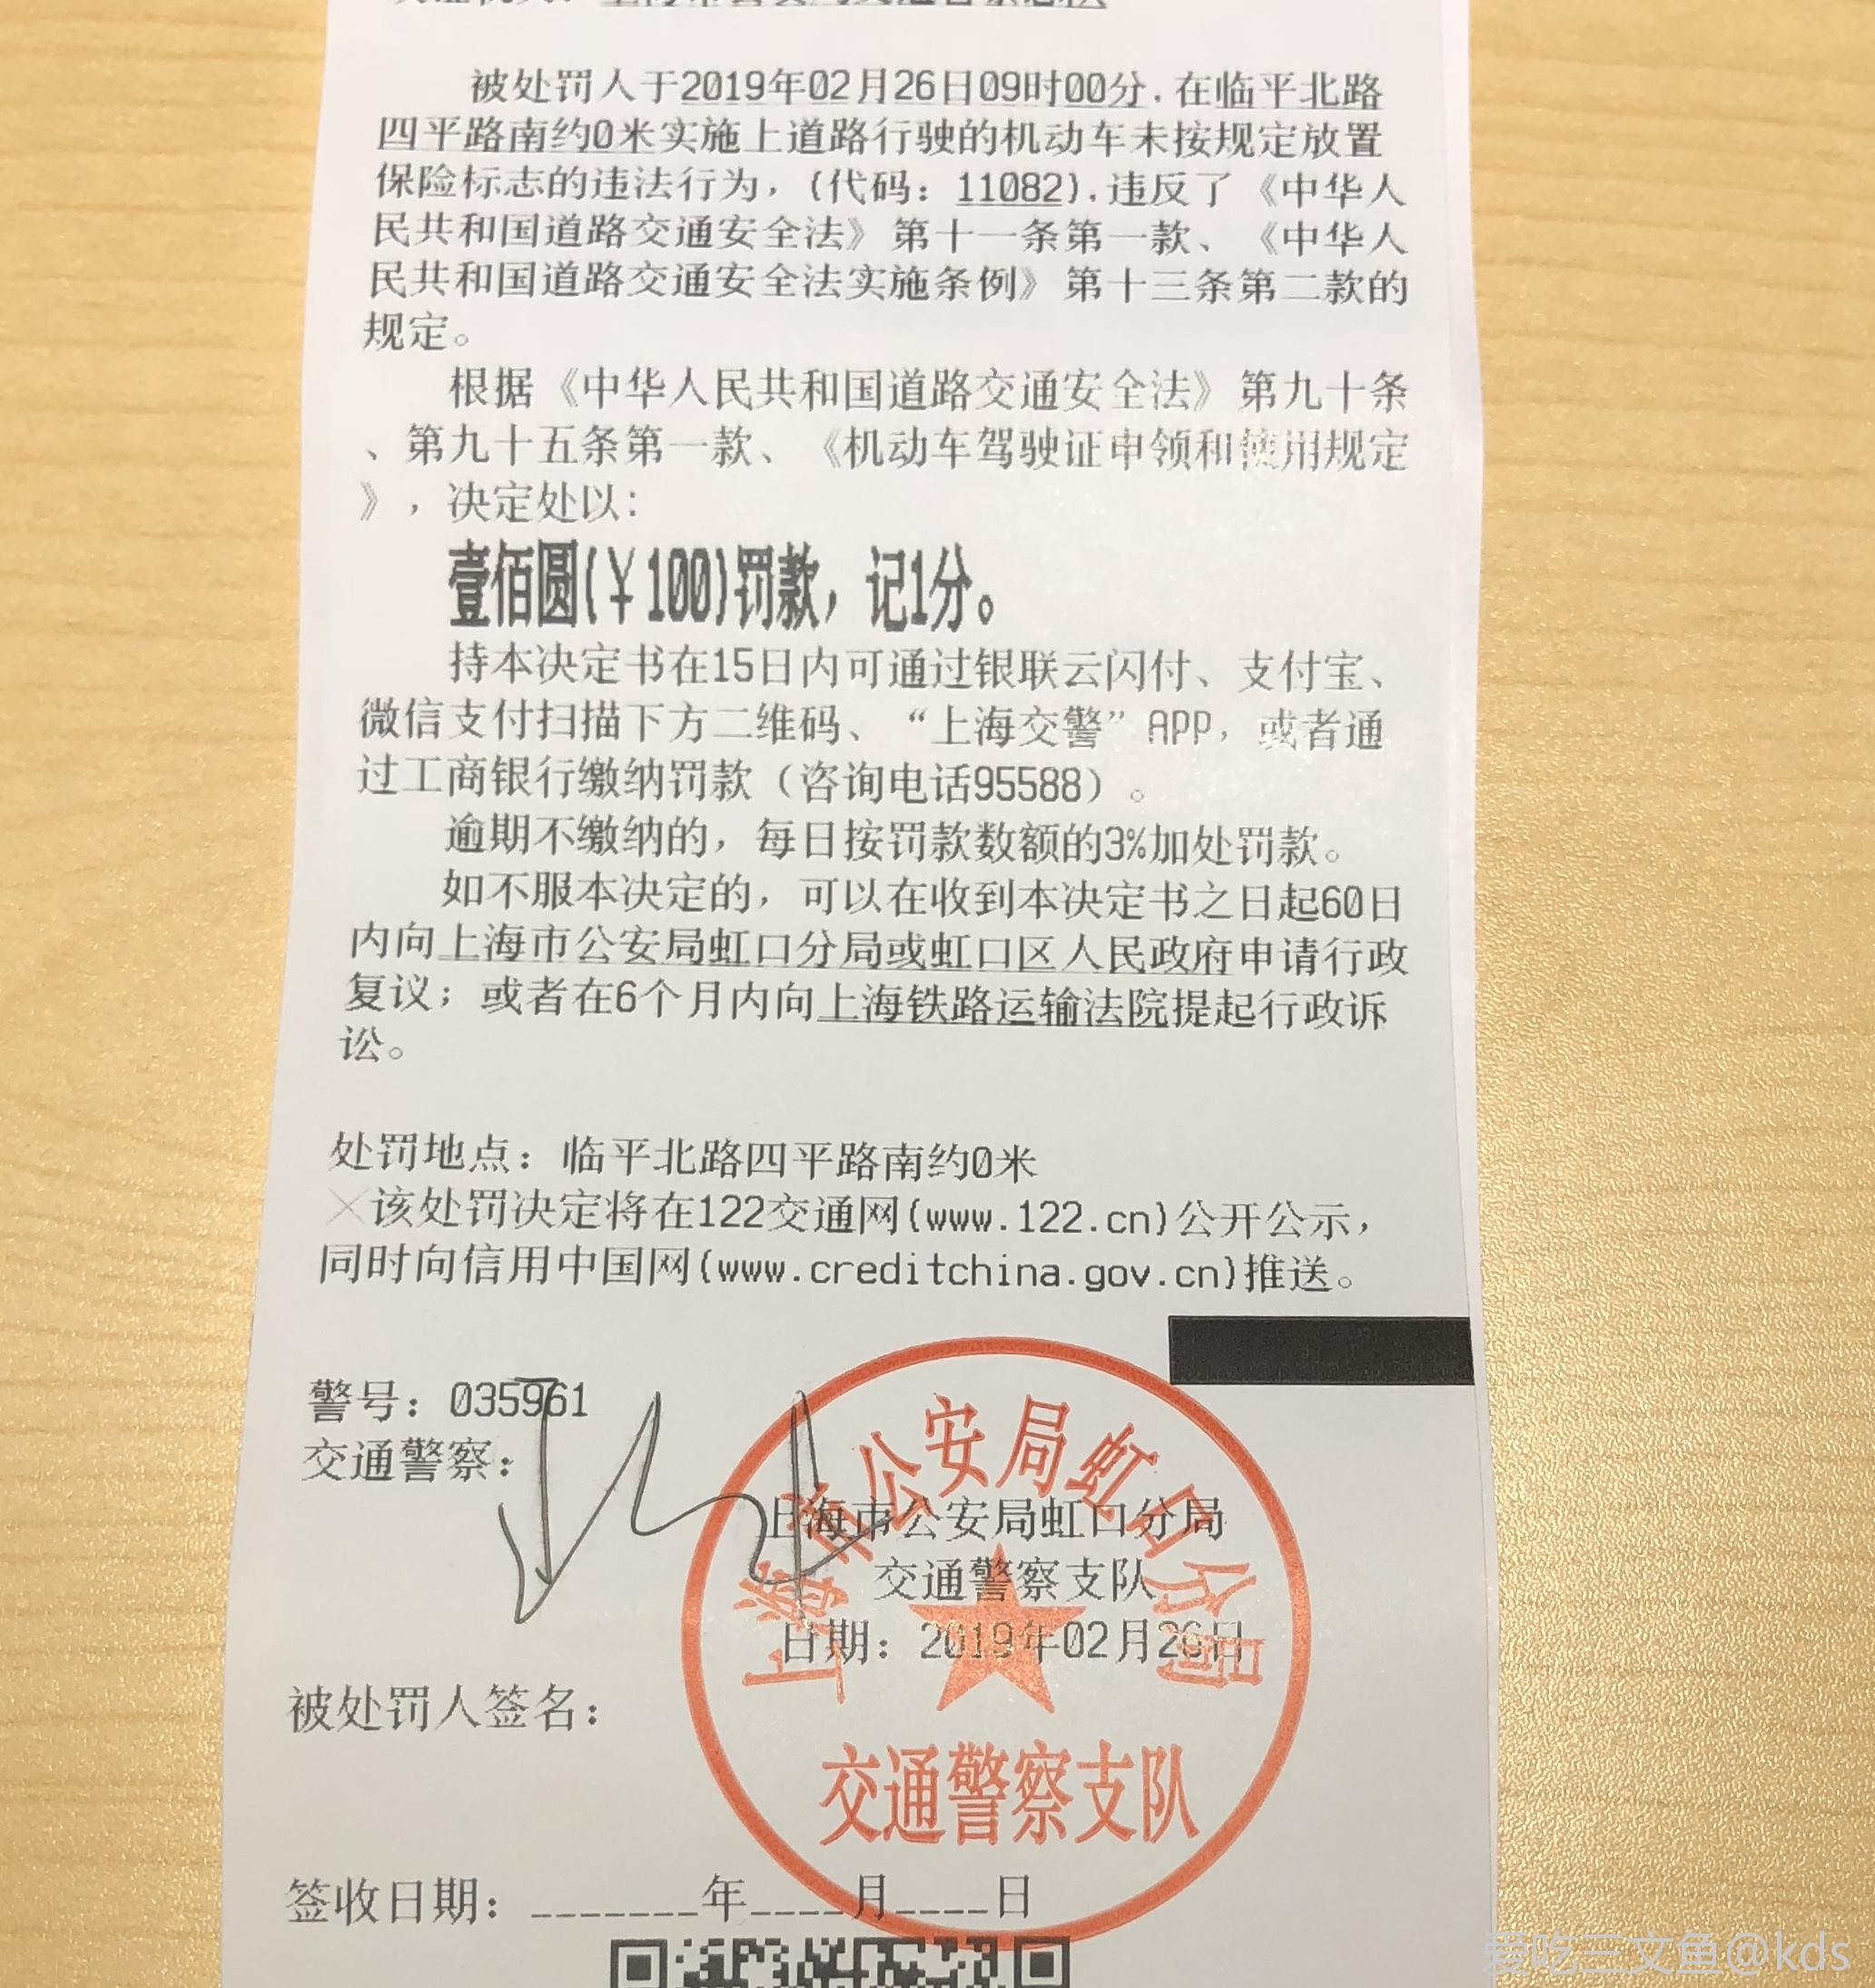 被处罚人于2019年02月26日09时00分,在临平北路
四平路南约0米实施上道路行驶的机动车未按规定放置
保险标志的违法行为，(代码：11082),违反了《中华人
民共和国道路交通安全法》第十一条第一款、《中华人
民共和国道路交通安全法实施条例》第十三条第二款的
规定。
根据《中华人民共和国道路交通安全法》第九十条
、第九十五条第一款、《机动车驾驶证申领和使用规定
》，决定处以：
壹佰圆(￥100)罚款，记1分。
持本决定书在15日内可通过银联云闪付、支付宝、
微信支付扫描下方二维码、“上海交警”APP，或者通
过工商银行缴纳罚款（咨询电话95588）。
逾期不缴纳的，每日按罚款数额的3%加处罚款。
如不服本决定的，可以在收到本决定书之日起60日
内向上海市公安局虹口分局或虹口区人民政府申请行政
复议；或者在6个月内向上海铁路运输法院提起行政诉
讼。
处罚地点：临平北路四平路南约0米
×该处罚决定将在122交通网(www.122.cn)公开公示，
同时向信用中国网(www.creditchina.gov.cn)推送。
警号：035961
交通警察：
上海市公安局虹口分局
上海市公安局虹口分局
交通警察支队
日期：2019年02月26日
被处罚人签名：
交通警察支队
签收日期：_______年____月____日
爱吃三文鱼@kds